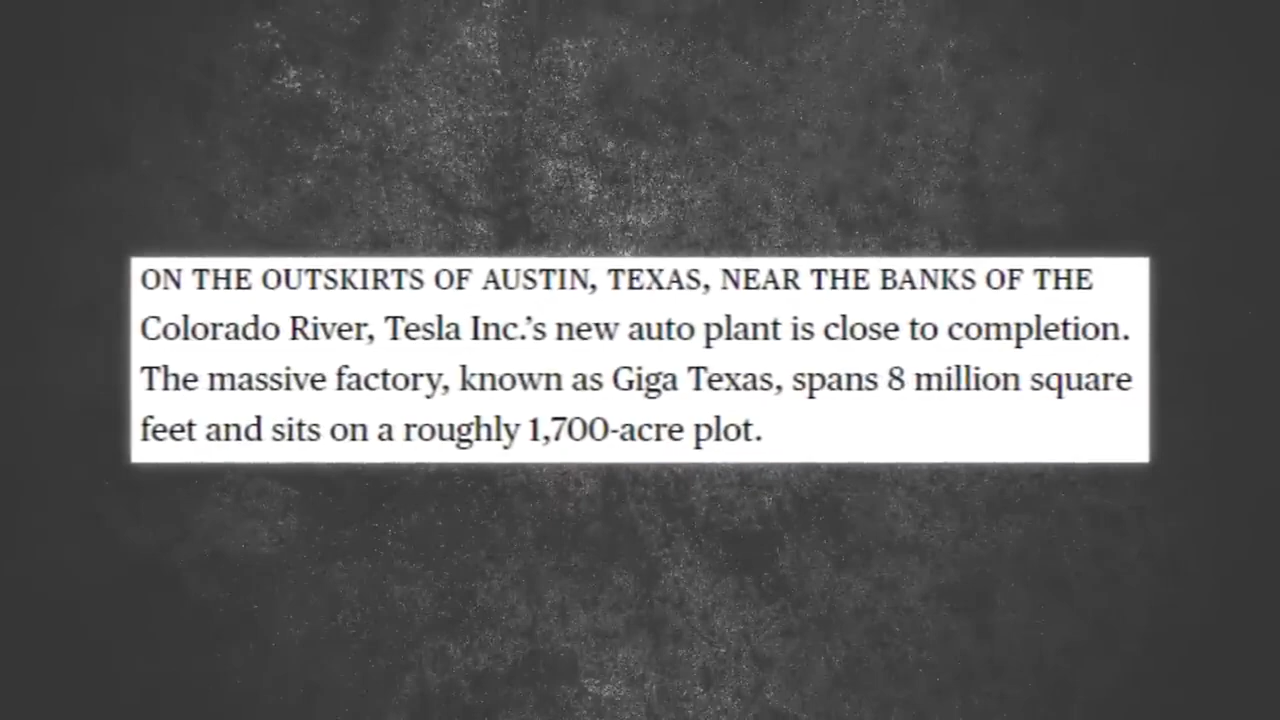 ON THE OUTSKIRTS OF AUSTIN, TEXAS, NEAR THE BANKS OF THE
Colorado River, Tesla Inc.’s new auto plant is close to completion.
The massive factory, known as Giga Texas, spans 8 million square
feet and sits on a roughly 1,700-acre plot.